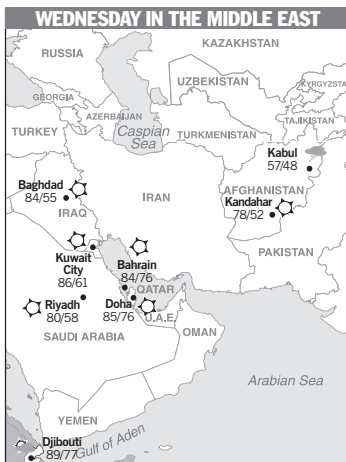 WEDNESDAY IN THE MIDDLE EAST
KAZAKHSTAN
RUSSIA
UZBEKISTAN
KYRGYZSTA
GEORGIA
AZERBAIJAN
TAJIKISTAN
TURKEY
Caspian
Sea
TURKMENISTAN
Kabul
57/48
Baghdad
84/55
IRAQ
IRAN
AFGHANISTAN
Kandahar
78/52
PAKISTAN
Kuwait
City
86/61
Bahrain
84/76
QATAR
Riyadh
80/58
Doha
85/76
U.A.E.
OMAN
SAUDI ARABIA
Arabian Sea
YEMEN
Djibouti
89/77
Gulf of Aden